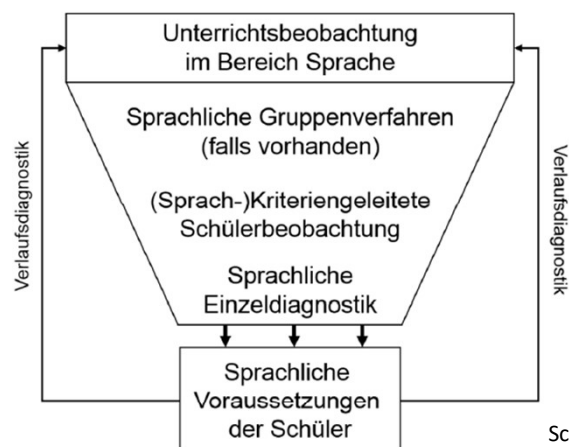 Unterrichtsbeobachtung
im Bereich Sprache
Sprachliche Gruppenverfahren
(falls vorhanden)
(Sprach-)Kriteriengeleitete
Schülerbeobachtung
Sprachliche
Einzeldiagnostik
Verlaufsdiagnostik
Verlaufsdiagnostik
Sprachliche
Voraussetzungen
der Schüler
Sc